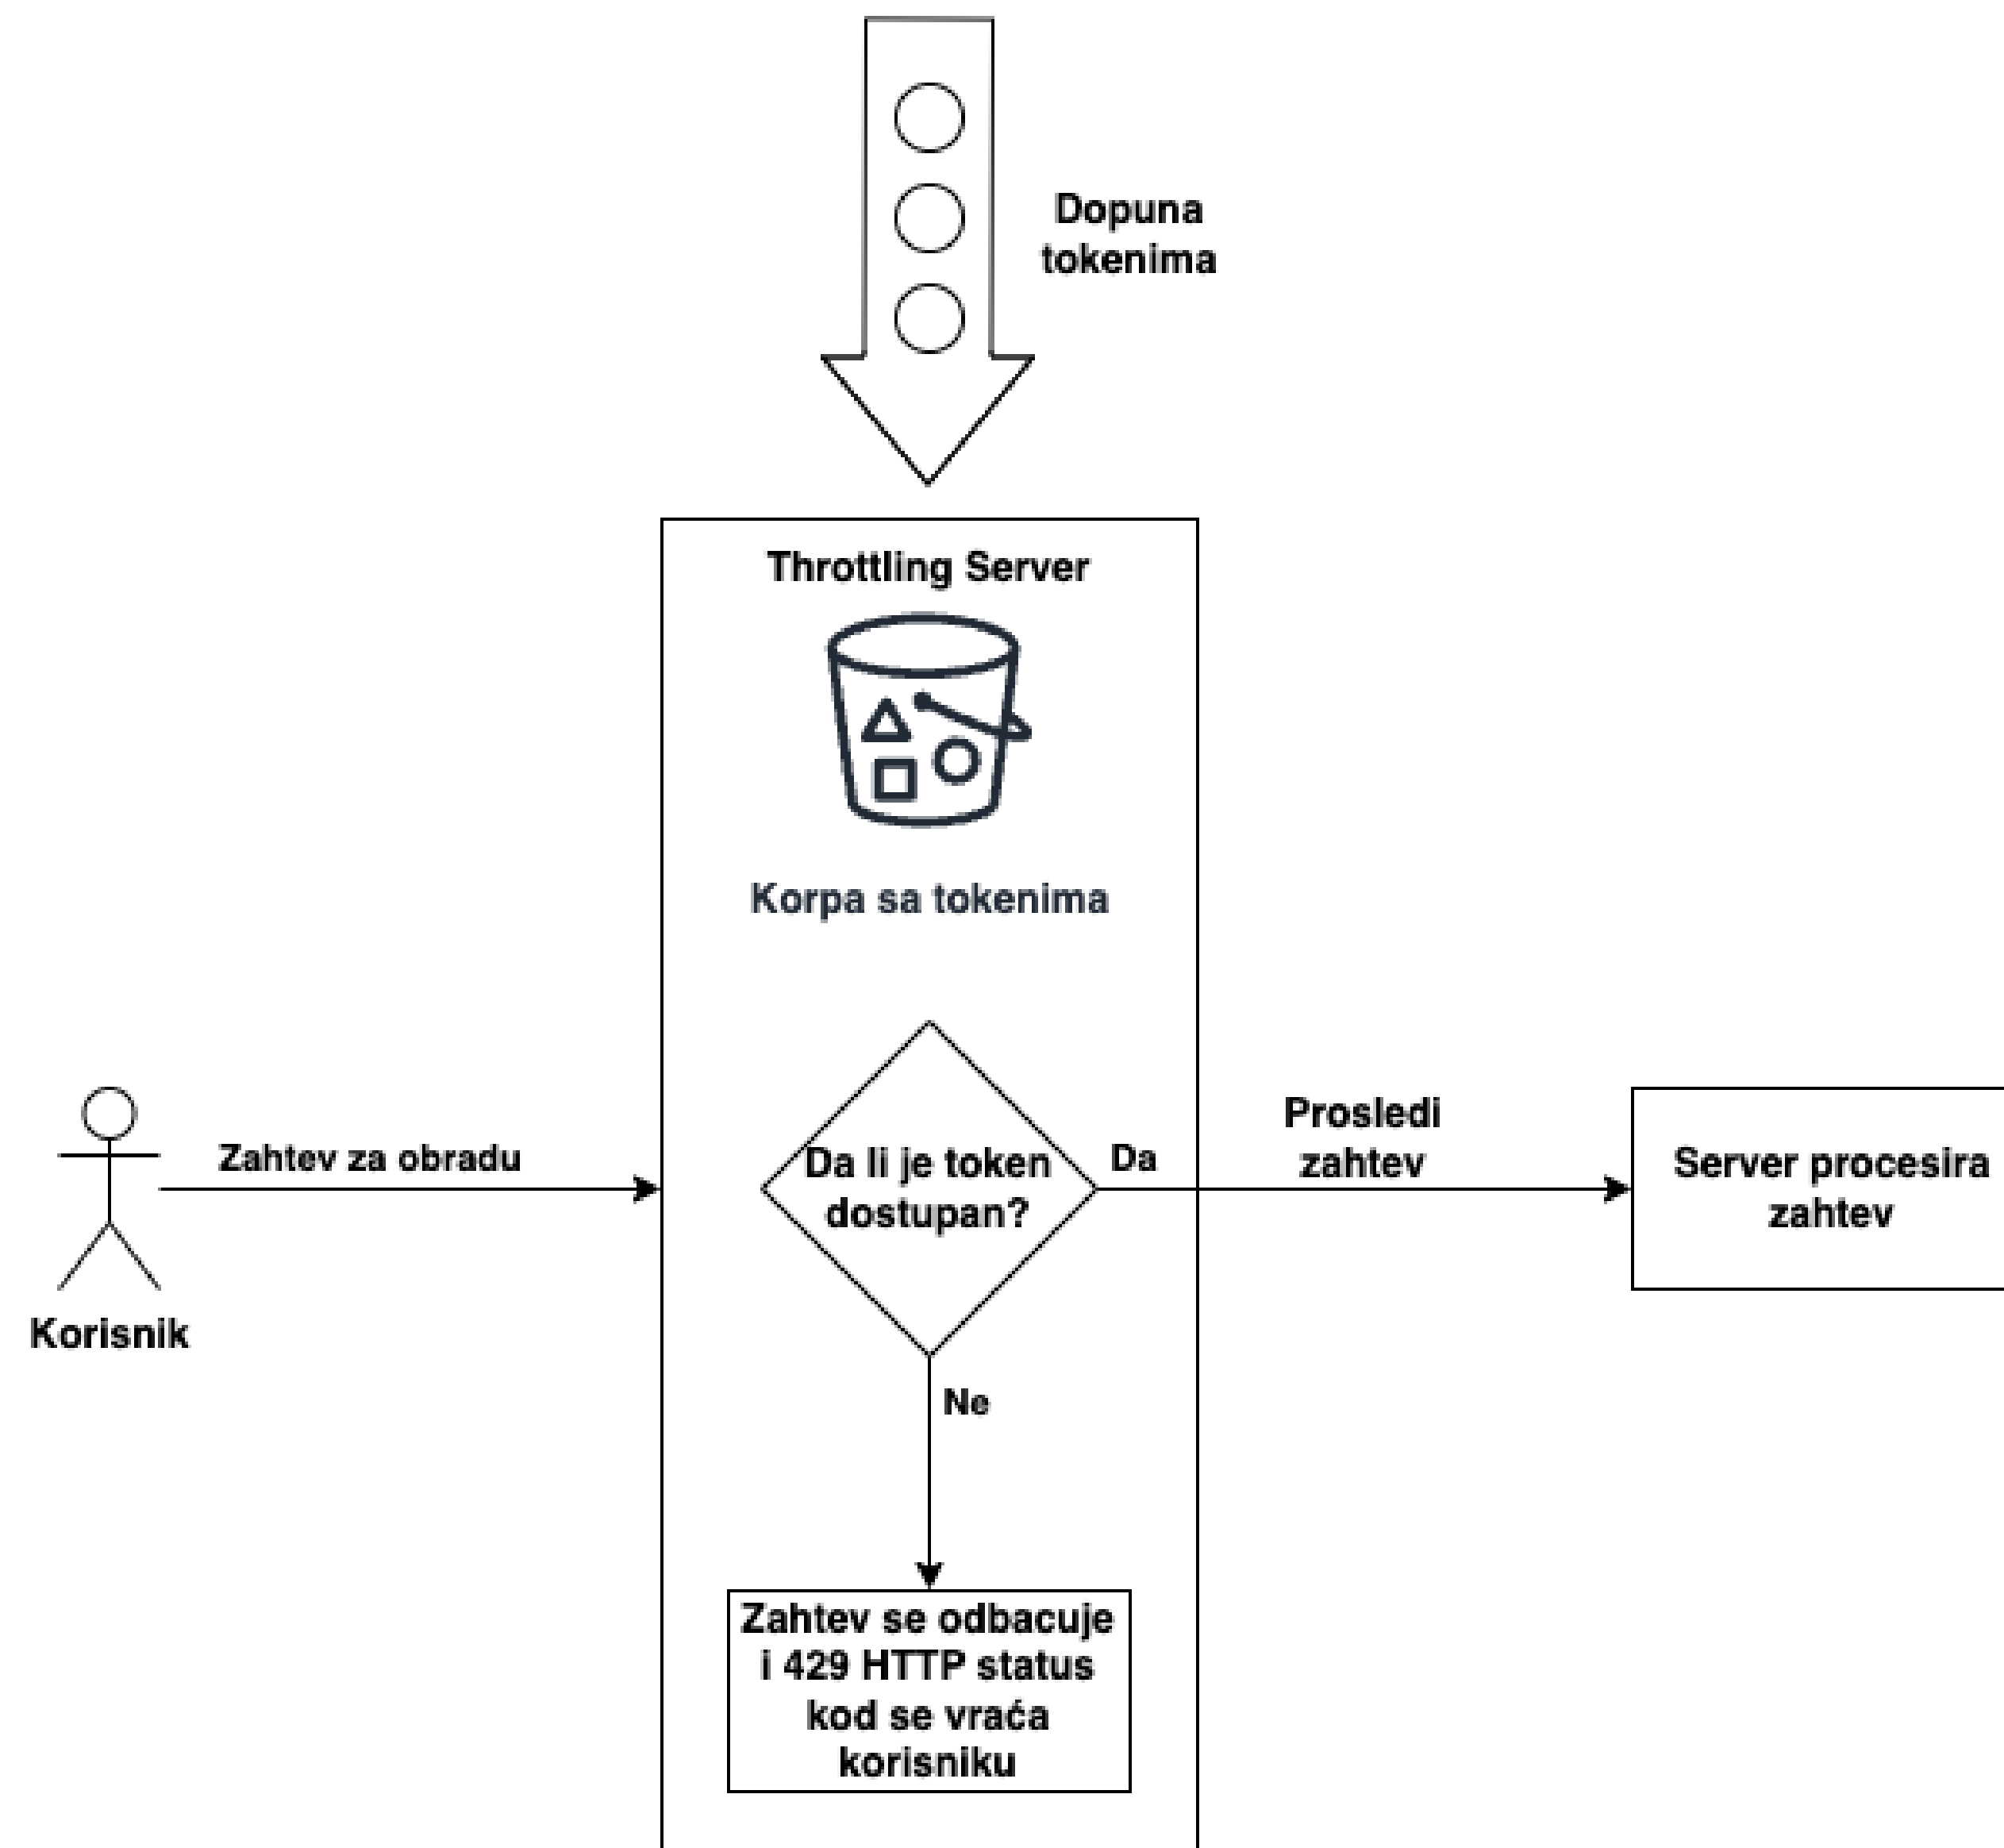 Dopuna
tokenima
Throttling Server
Korpa sa tokenima
Zahtev za obradu
Korisnik
Da li je token
dostupan?
Da
Prosledi
zahtev
Server procesira
zahtev
Ne
Zahtev se odbacuje
i 429 HTTP status
kod se vraća
korisniku